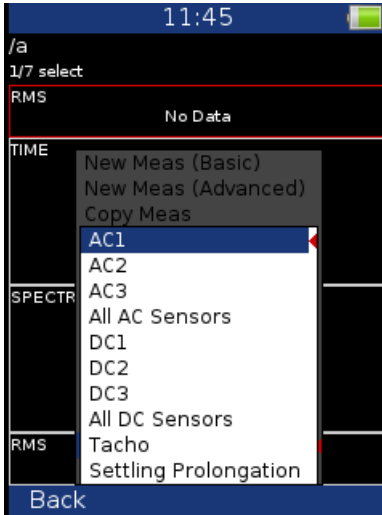 11:45
/a
1/7 select
RMS
No Data
TIME
New Meas (Basic)
New Meas (Advanced)
Copy Meas
AC1
AC2
AC3
SPECTR
All AC Sensors
DC1
DC2
DC3
All DC Sensors
RMS
Tacho
Settling Prolongation
Back